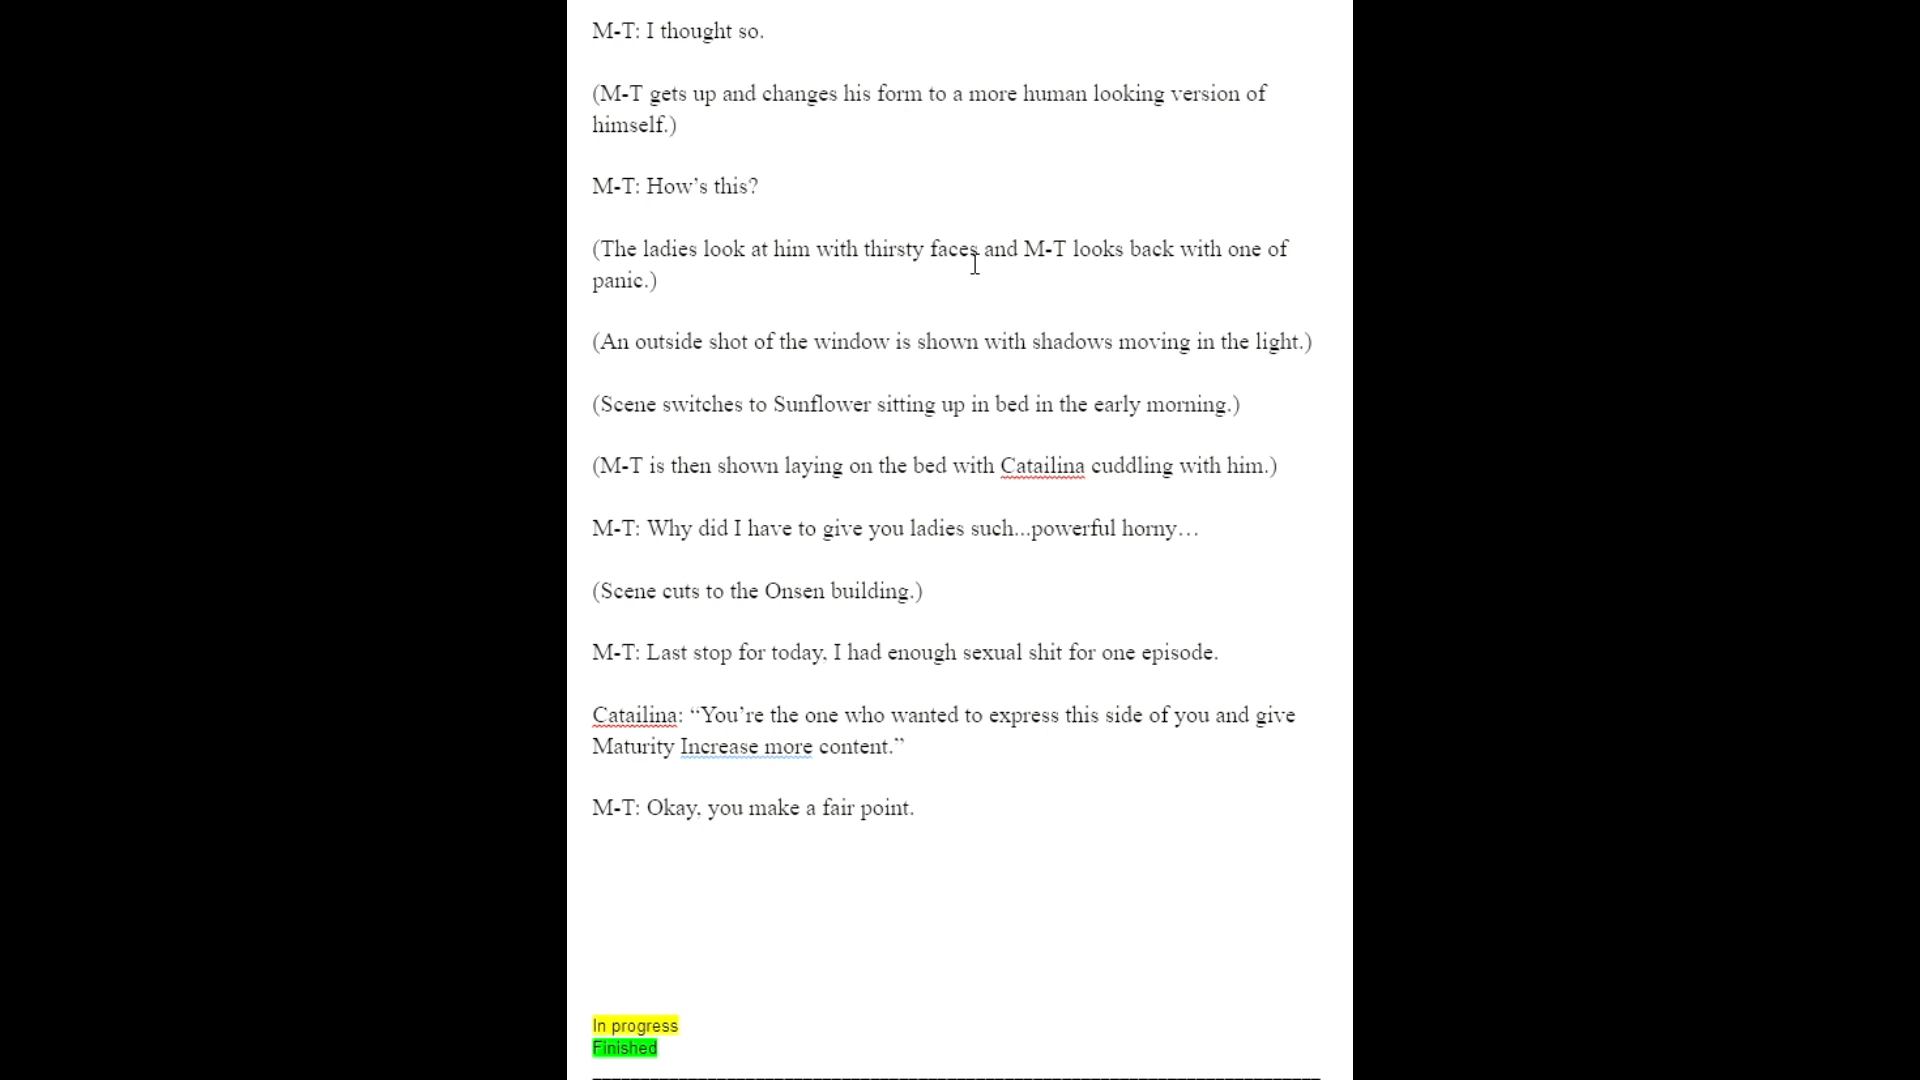 M-T: I thought so.
(M-T gets up and changes his form to a more human looking version of
himself.)
M-T: How’s this?
(The ladies look at him with thirsty faces and M-T looks back with one of
panic.)
(An outside shot of the window is shown with shadows moving in the light.)
(Scene switches to Sunflower sitting up in bed in the early morning.)
(M-T is then shown laying on the bed with Catailina cuddling with him.)
M-T: Why did I have to give you ladies such...powerful horny…
(Scene cuts to the Onsen building.)
M-T: Last stop for today, I had enough sexual shit for one episode.
Catailina: “You’re the one who wanted to express this side of you and give
Maturity Increase more content.”
M-T: Okay, you make a fair point.
In progress
Finished